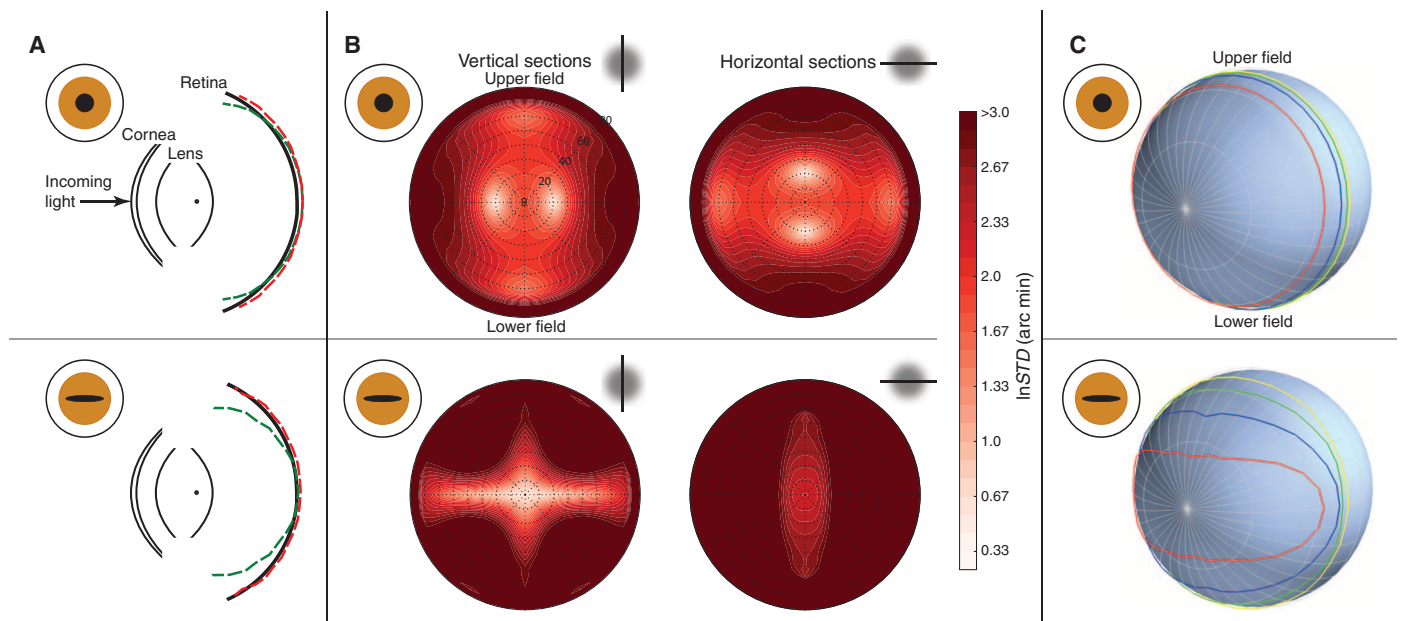 A
Retina
Cornea
Lens
Incoming
light
B
Vertical sections
Upper field
80
60
40
20
0
Lower field
Horizontal sections
>3.0
2.67
2.33
2.0
1.67
1.33
1.0
0.67
0.33
lnSTD (arc min)
C
Upper field
Lower field